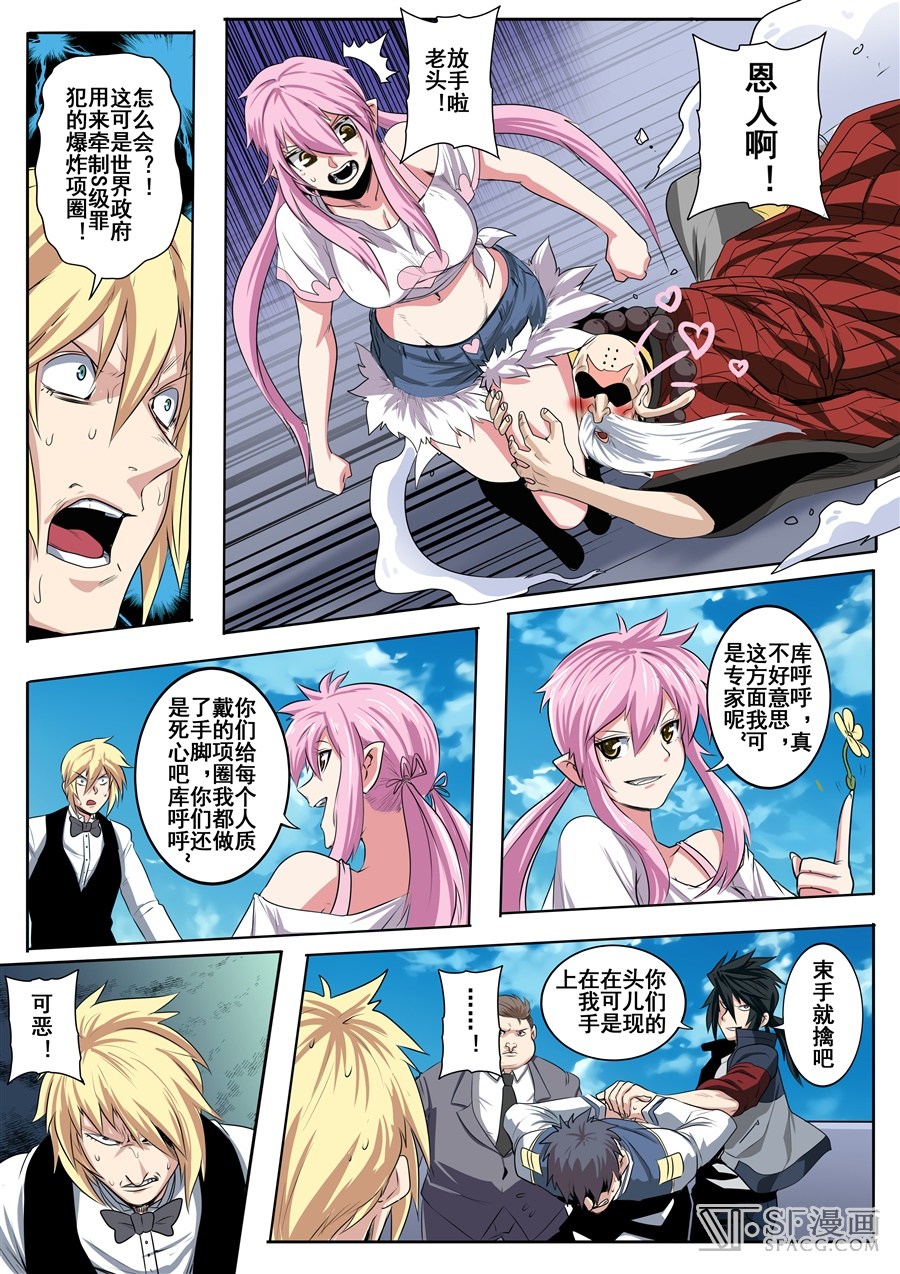 恩人啊！
放手啦
老头！
怎么会？！
这可是世界政府
用来牵制S级罪
犯的爆炸项圈！
库呼呼，真
不好意思，
这方面我可
是专家呢~
你们给每个人质
戴的项圈我都做
了手脚，你们还
是死心吧库呼呼~
束手就擒吧
你们的
头儿现
在可是
在我手
上
……！
可恶！
SF漫画
SFACG.COM